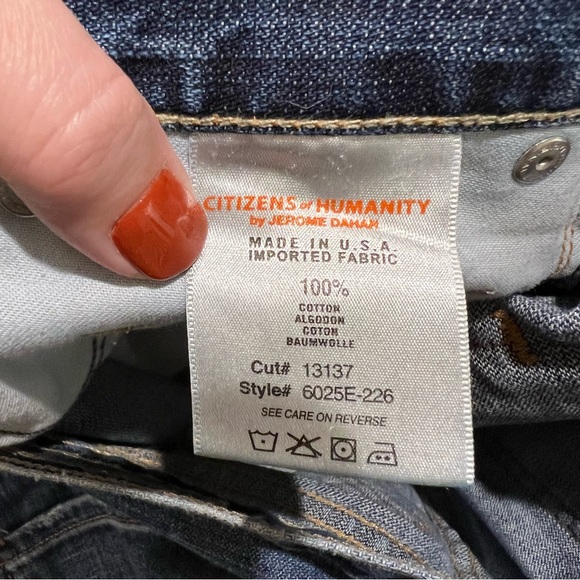 CITIZENS of HUMANITY
by JEROME DAHAN
MADE IN U.S.A.
IMPORTED FABRIC
100%
COTTON
ALGODON
COTON
BAUMWOLLE
Cut# 13137
Style# 6025E-226
SEE CARE ON REVERSE